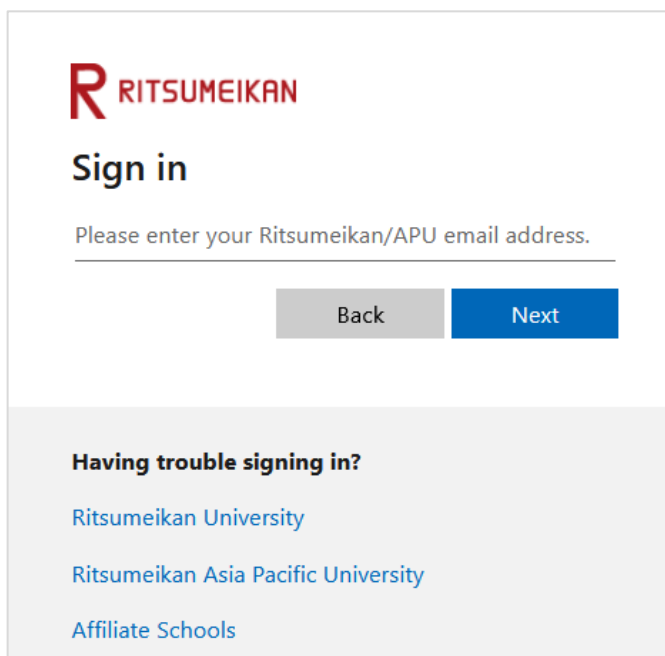 RITSUMEIKAN
Sign in
Please enter your Ritsumeikan/APU email address.
Back Next
Having trouble signing in?
Ritsumeikan University
Ritsumeikan Asia Pacific University
Affiliate Schools